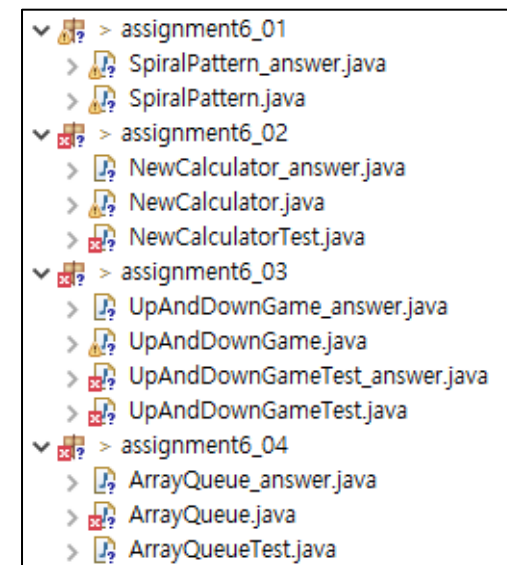 > assignment6_01
SpiralPattern_answer.java
SpiralPattern.java
> assignment6_02
NewCalculator_answer.java
NewCalculator.java
NewCalculatorTest.java
> assignment6_03
UpAndDownGame_answer.java
UpAndDownGame.java
UpAndDownGameTest_answer.java
UpAndDownGameTest.java
> assignment6_04
ArrayQueue_answer.java
ArrayQueue.java
ArrayQueueTest.java